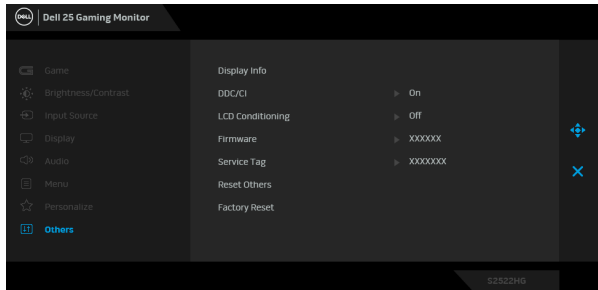 DELL Dell 25 Gaming Monitor
Game
Brightness/Contrast
Input Source
Display
Audio
Menu
Personalize
Others
Display Info
DDC/CI On
LCD Conditioning Off
Firmware XXXXXX
Service Tag XXXXXXX
Reset Others
Factory Reset
S2522HG